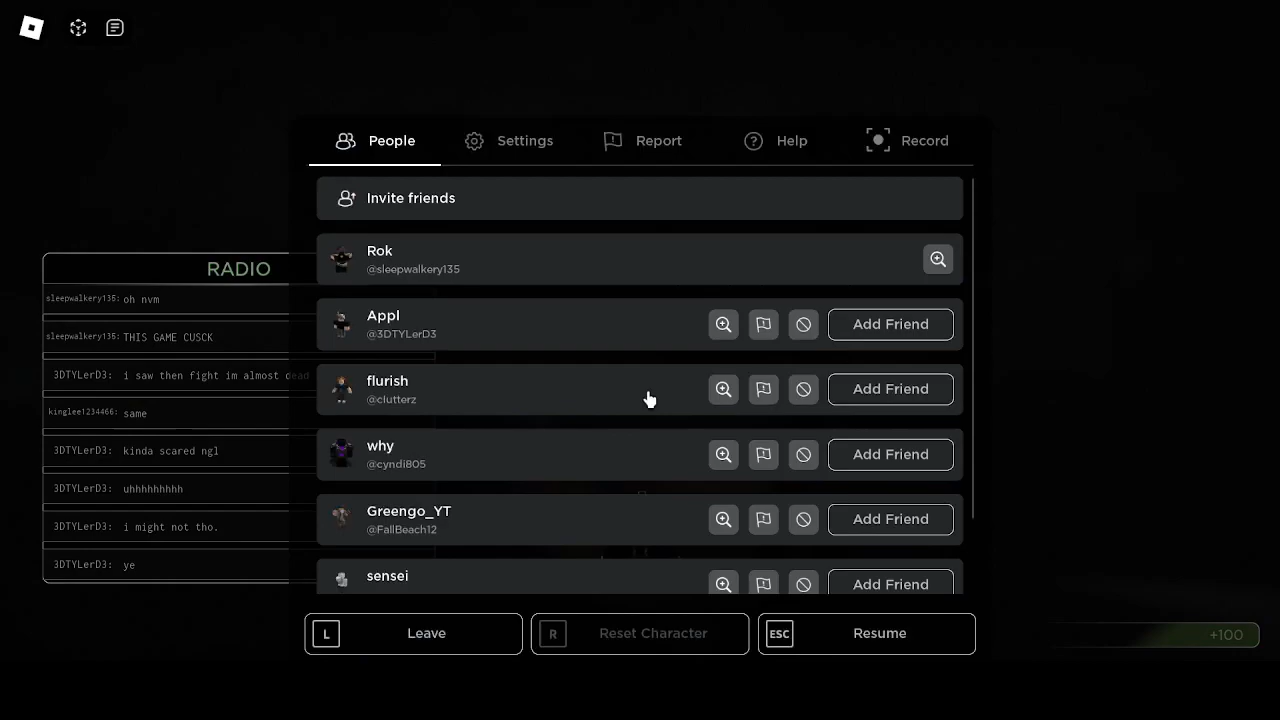 People
Settings
Report
Help
Record
Invite friends
Rok
@sleepwalkery135
Appl
@3DTYLerD3
Add Friend
flurish
@clutterz
Add Friend
why
@cyndi805
Add Friend
Greengo_YT
@FallBeach12
Add Friend
sensei
Add Friend
L
Leave
R
Reset Character
ESC
Resume
RADIO
sleepwalkery135: oh nvm
sleepwalkery135: THIS GAME CUSCK
3DTYLerD3: i saw then fight im almost dead
kinglee1234466: same
3DTYLerD3: kinda scared ngl
3DTYLerD3: uhhhhhhhhh
3DTYLerD3: i might not tho.
3DTYLerD3: ye
+100